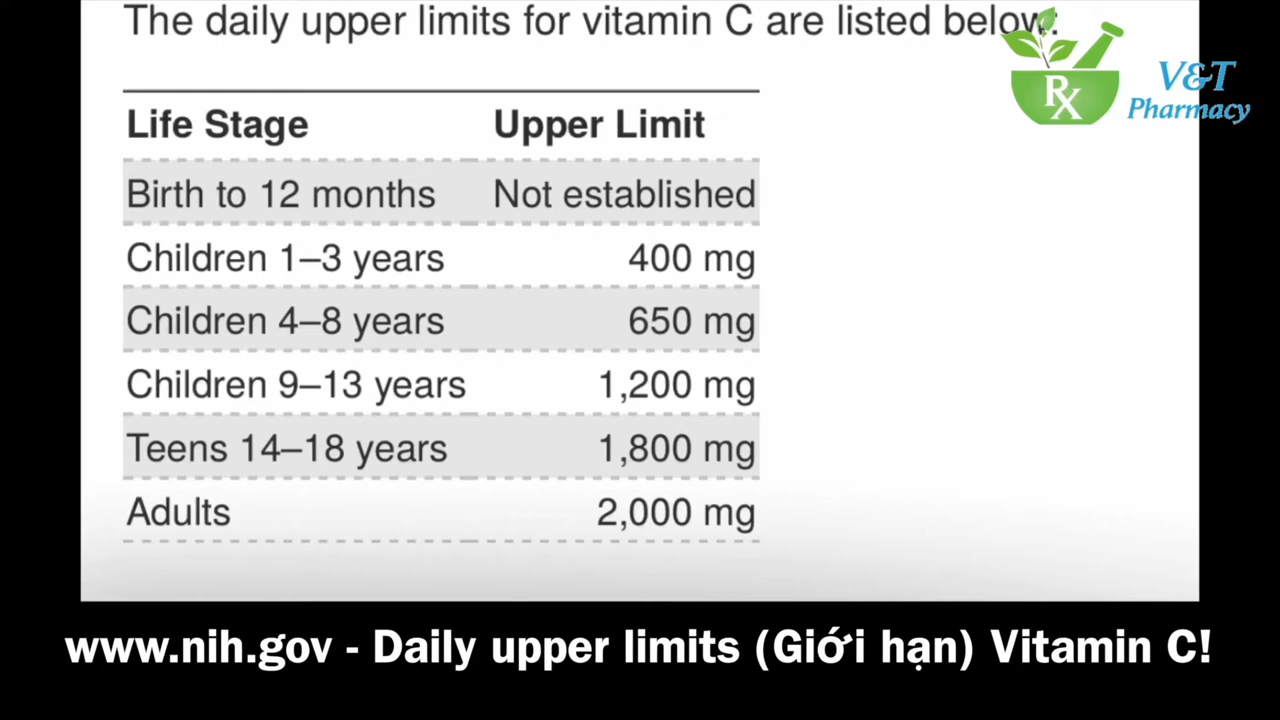 The daily upper limits for vitamin C are listed below:
V&T
Pharmacy
Rx
Life Stage Upper Limit
Birth to 12 months Not established
Children 1–3 years 400 mg
Children 4–8 years 650 mg
Children 9–13 years 1,200 mg
Teens 14–18 years 1,800 mg
Adults 2,000 mg
www.nih.gov - Daily upper limits (Giới hạn) Vitamin C!